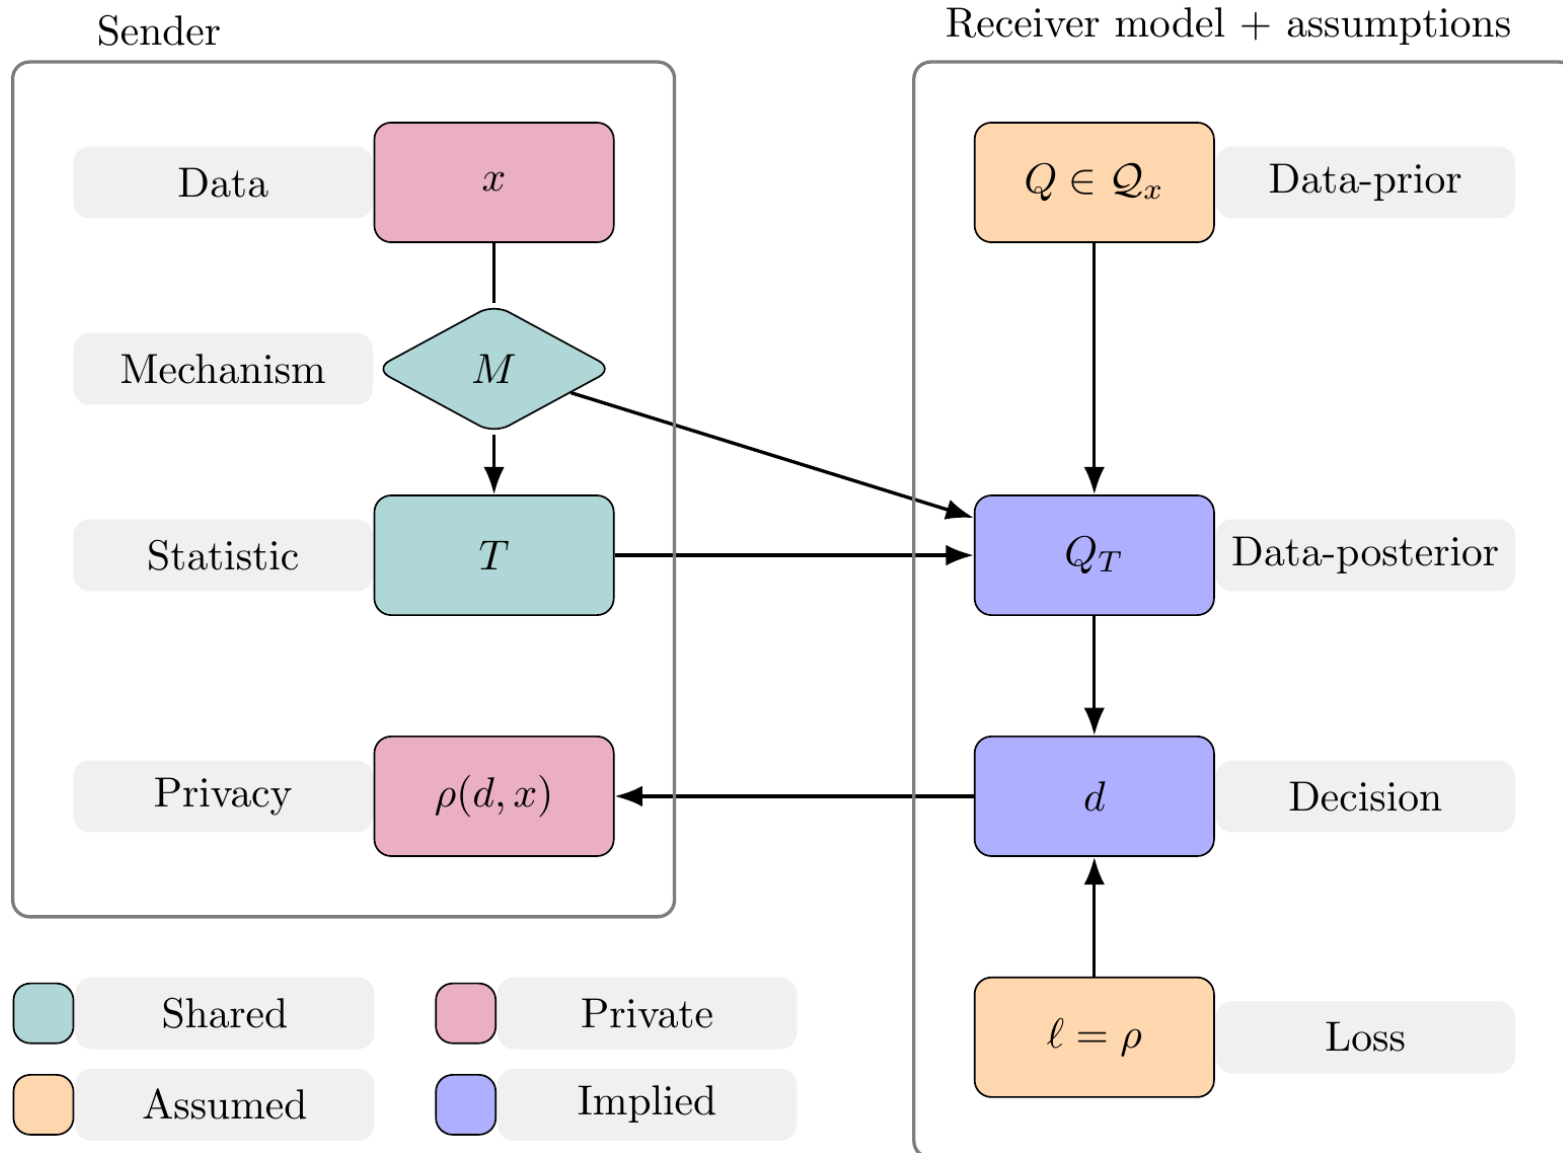 Sender
Receiver model + assumptions
Data
x
Q ∈ 𝒬ₓ
Data-prior
Mechanism
M
Statistic
T
Q_T
Data-posterior
Privacy
ρ(d, x)
d
Decision
ℓ = ρ
Loss
Shared
Private
Assumed
Implied